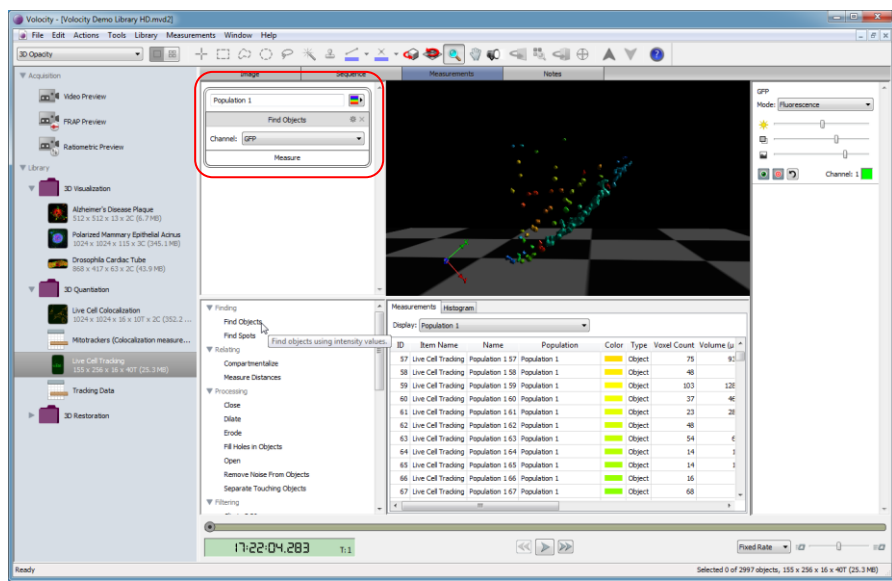 Volocity - [Volocity Demo Library HD.mvd2]
File Edit Actions Tools Library Measurements Window Help
3D Opacity
Image Sequence Measurements Notes
Acquisition
Video Preview
FRAP Preview
Ratiometric Preview
Library
3D Visualization
Alzheimer's Disease Plaque
512 x 512 x 13 x 2C (6.7 MB)
Polarized Mammary Epithelial Acinus
1024 x 1024 x 115 x 3C (345.1 MB)
Drosophila Cardiac Tube
868 x 417 x 63 x 2C (43.9 MB)
3D Quantiation
Live Cell Colocalization
1024 x 1024 x 16 x 10T x 2C (352.2 ...
Mitotrackers (Colocalization measure...
Live Cell Tracking
155 x 256 x 16 x 40T (25.3 MB)
Tracking Data
3D Restoration
Population 1
Find Objects
Channel: GFP
Measure
GFP
Mode: Fluorescence
Channel: 1
Finding
Find Objects
Find Spots
Find objects using intensity values.
Relating
Compartmentalize
Measure Distances
Processing
Close
Dilate
Erode
Fill Holes in Objects
Open
Remove Noise From Objects
Separate Touching Objects
Filtering
Measurements Histogram
Display: Population 1
ID Item Name Name Population Color Type Voxel Count Volume (µ
57 Live Cell Tracking Population 1 57 Population 1 Object 75
58 Live Cell Tracking Population 1 58 Population 1 Object 48
59 Live Cell Tracking Population 1 59 Population 1 Object 103 128
60 Live Cell Tracking Population 1 60 Population 1 Object 37 46
61 Live Cell Tracking Population 1 61 Population 1 Object 23 28
62 Live Cell Tracking Population 1 62 Population 1 Object 48
63 Live Cell Tracking Population 1 63 Population 1 Object 54
64 Live Cell Tracking Population 1 64 Population 1 Object 14
65 Live Cell Tracking Population 1 65 Population 1 Object 14
66 Live Cell Tracking Population 1 66 Population 1 Object 16
67 Live Cell Tracking Population 1 67 Population 1 Object 68
17:22:04.283 T:1
Fixed Rate
Ready
Selected 0 of 2997 objects, 155 x 256 x 16 x 40T (25.3 MB)